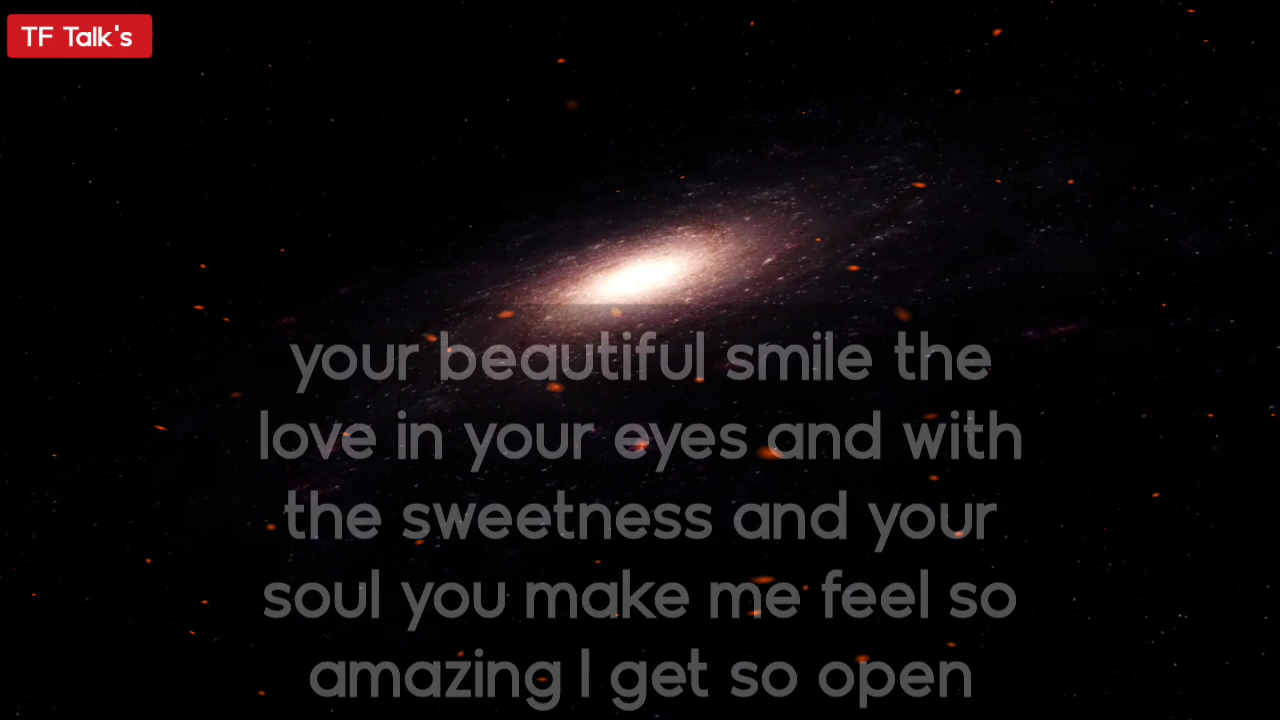 TF Talk's
your beautiful smile the
love in your eyes and with
the sweetness and your
soul you make me feel so
amazing I get so open